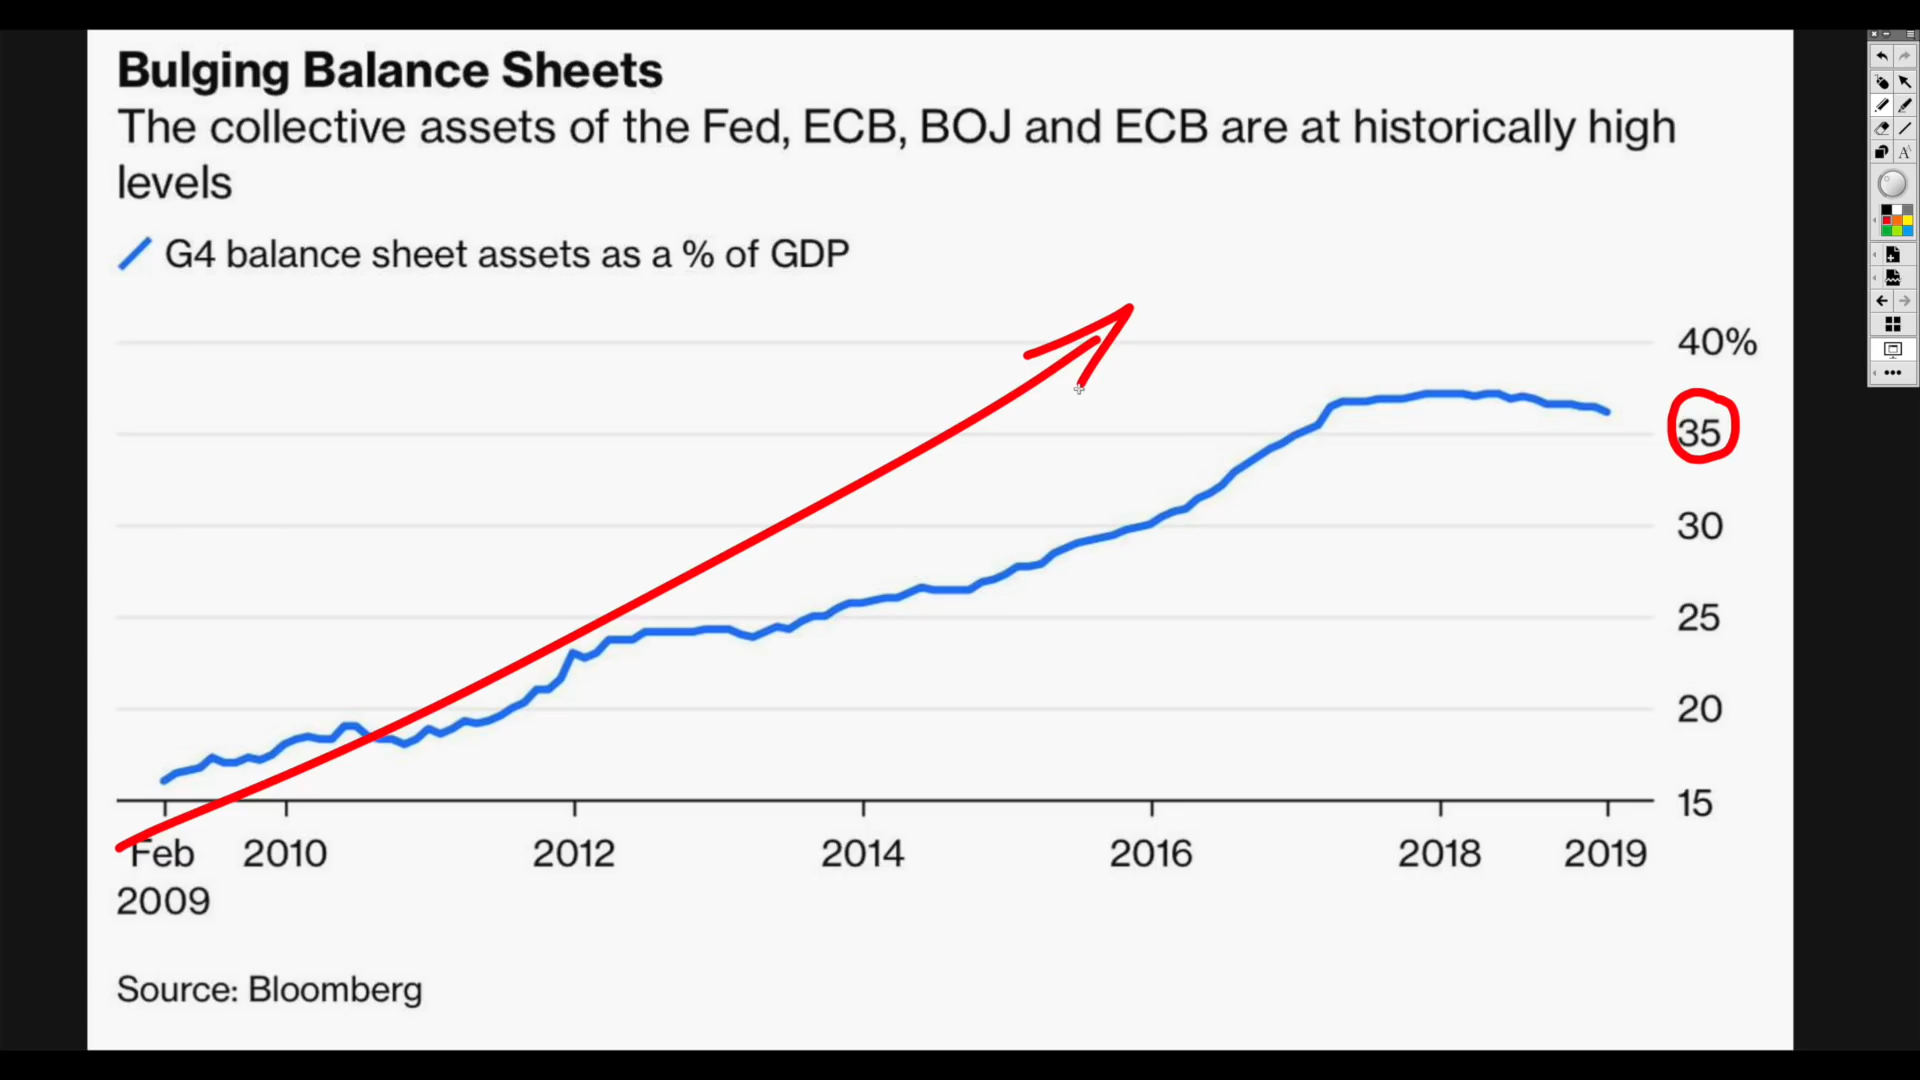 Bulging Balance Sheets
The collective assets of the Fed, ECB, BOJ and ECB are at historically high
levels
G4 balance sheet assets as a % of GDP
40%
35
30
25
20
15
Feb 2010 2012 2014 2016 2018 2019
2009
Source: Bloomberg
A